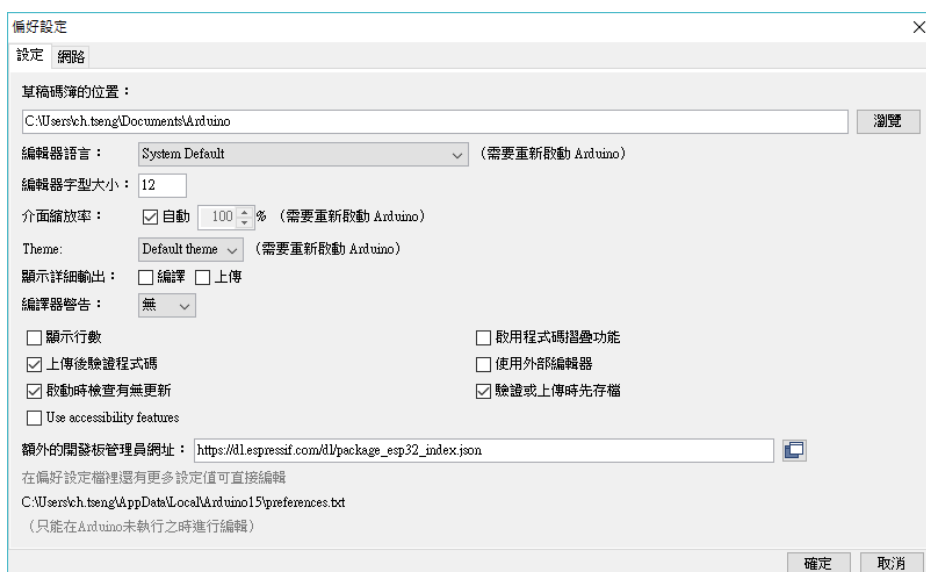 偏好設定
設定 網路
草稿碼簿的位置：
C:\Users\ch.tseng\Documents\Arduino 瀏覽
編輯器語言： System Default （需要重新啟動 Arduino）
編輯器字型大小： 12
介面縮放率： 自動 100 % （需要重新啟動 Arduino）
Theme: Default theme （需要重新啟動 Arduino）
顯示詳細輸出： 編譯 上傳
編譯器警告： 無
顯示行數 啟用程式碼摺疊功能
上傳後驗證程式碼 使用外部編輯器
啟動時檢查有無更新 驗證或上傳時先存檔
Use accessibility features
額外的開發板管理員網址： https://dl.espressif.com/dl/package_esp32_index.json
在偏好設定檔裡還有更多設定值可直接編輯
C:\Users\ch.tseng\AppData\Local\Arduino15\preferences.txt
（只能在Arduino未執行之時進行編輯）
確定 取消